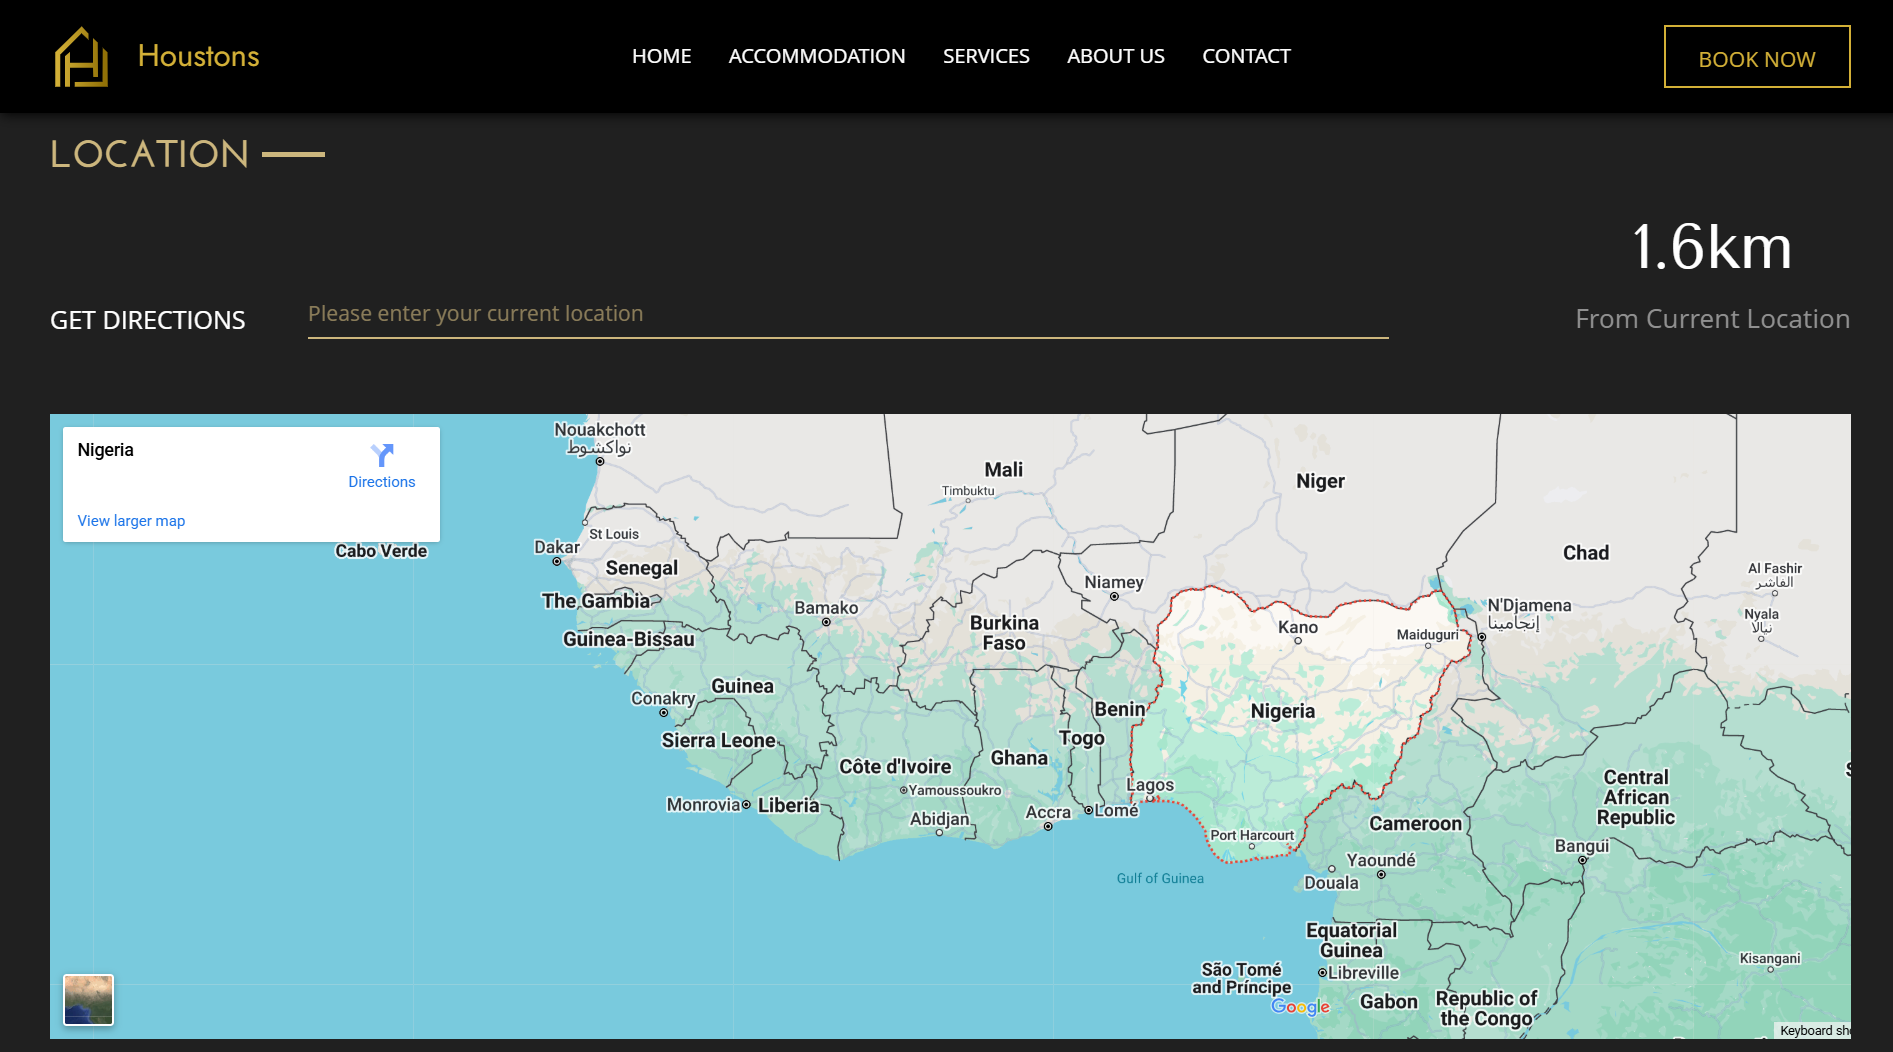 Houstons
HOME ACCOMMODATION SERVICES ABOUT US CONTACT
BOOK NOW
LOCATION
1.6km
GET DIRECTIONS
Please enter your current location
From Current Location
Nigeria
Directions
View larger map
Nouakchott
نواكشوط
Mali
Timbuktu
Niger
St Louis
Dakar
Cabo Verde
Senegal
Chad
Al Fashir
الفاشر
Niamey
The Gambia
Bamako
N'Djamena
إنجامينا
Nyala
نيالا
Burkina
Faso
Kano
Maiduguri
Guinea-Bissau
Guinea
Conakry
Benin
Nigeria
Sierra Leone
Togo
Ghana
Côte d'Ivoire
Yamoussoukro
Lagos
Central
African
Republic
Monrovia
Liberia
Abidjan
Accra
Lomé
Cameroon
Port Harcourt
Bangui
Yaoundé
Douala
Gulf of Guinea
Equatorial
Guinea
Kisangani
São Tomé
and Príncipe
Libreville
Google
Gabon
Republic of
the Congo
Keyboard sho